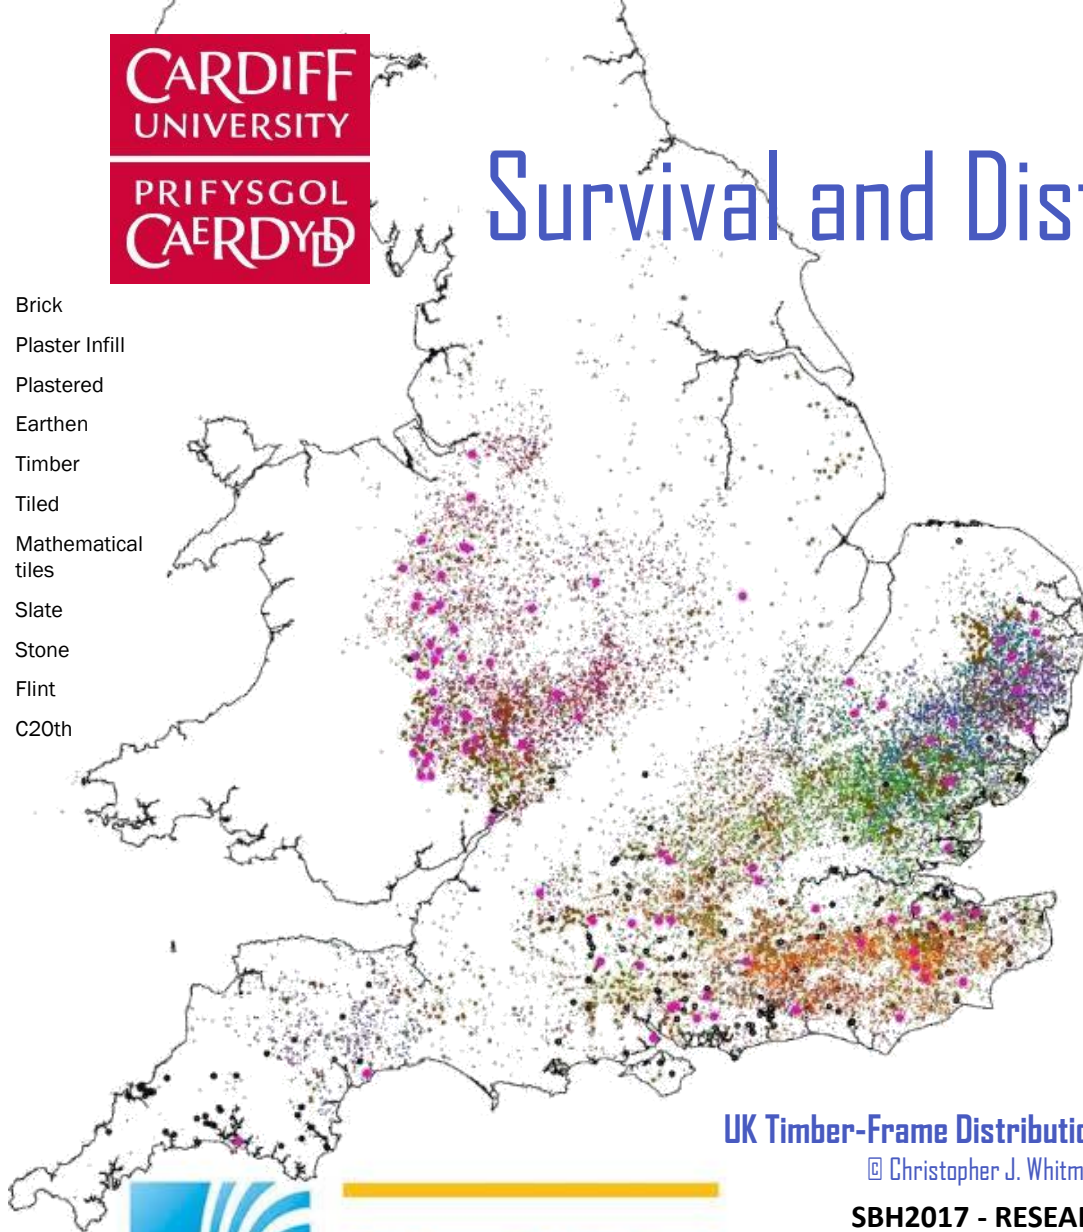 CARDIFF
UNIVERSITY
PRIFYSGOL
CAERDYDD
Survival and Dis
Brick
Plaster Infill
Plastered
Earthen
Timber
Tiled
Mathematical
tiles
Slate
Stone
Flint
C20th
UK Timber-Frame Distributio
© Christopher J. Whitm
SBH2017 - RESEA